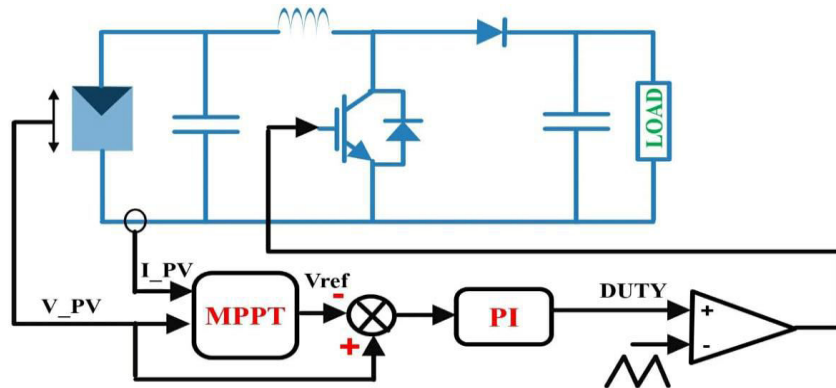 LOAD
I_PV
Vref
-
V_PV
MPPT
+
PI
DUTY
+
-